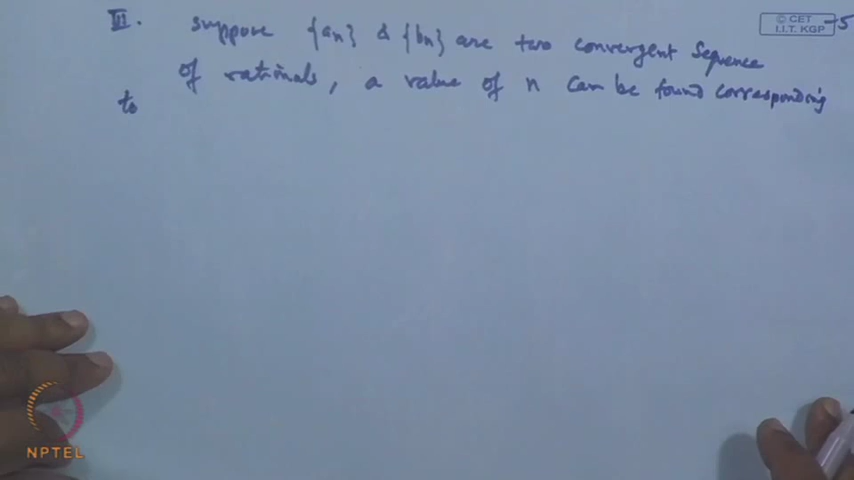 III. suppose {an} & {bn} are two convergent Sequence
of rationals, a value of n can be found corresponding
to
© CET
I.I.T. KGP
-5
NPTEL